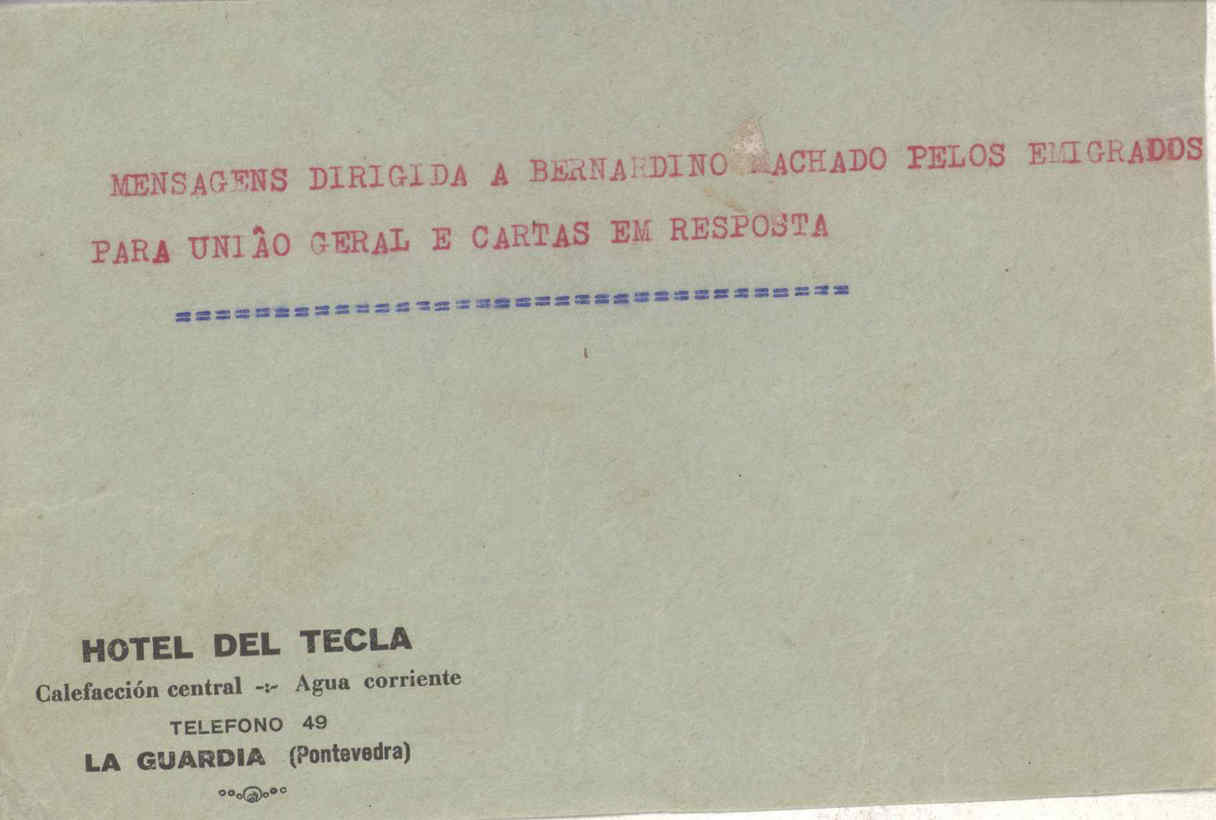 MENSAGENS DIRIGIDA A BERNARDINO MACHADO PELOS EMIGRADOS
PARA UNIÂO GERAL E CARTAS EM RESPOSTA
==================================
HOTEL DEL TECLA
Calefacción central -:- Agua corriente
TELEFONO 49
LA GUARDIA (Pontevedra)